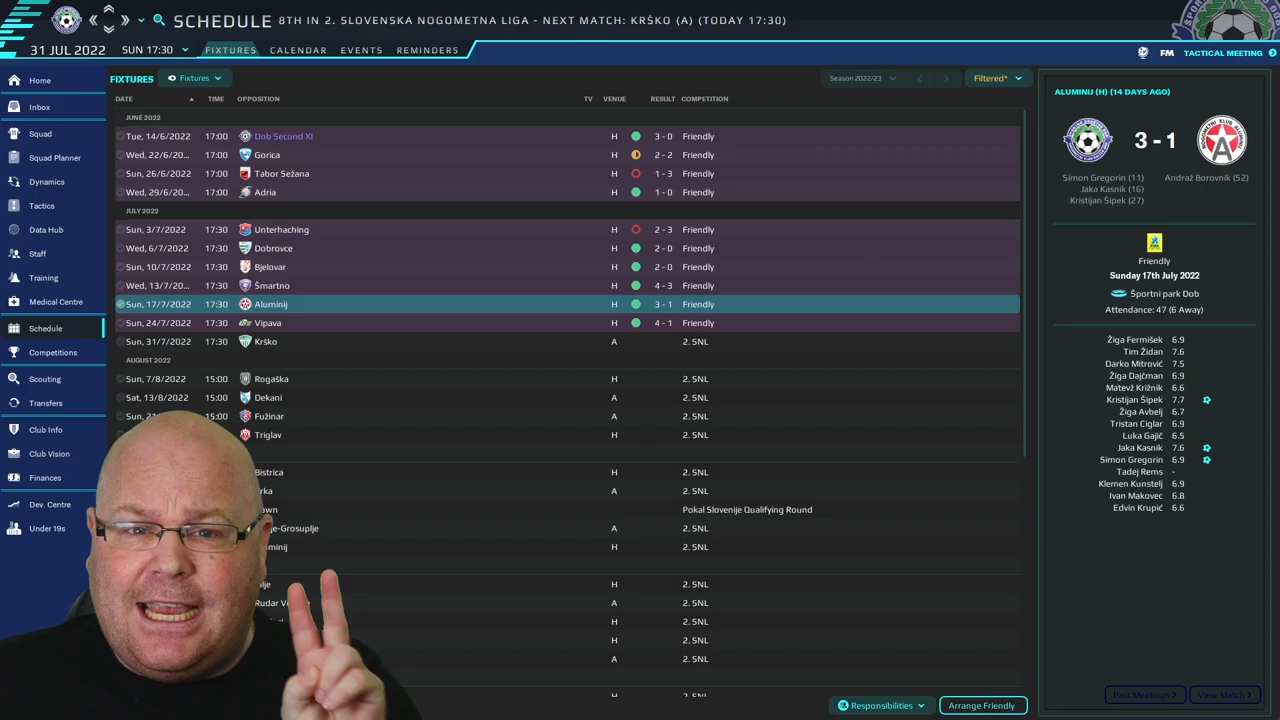 SCHEDULE 8TH IN 2. SLOVENSKA NOGOMETNA LIGA - NEXT MATCH: KRŠKO (A) (TODAY 17:30)
31 JUL 2022 SUN 17:30 FIXTURES CALENDAR EVENTS REMINDERS FM TACTICAL MEETING
Home
Inbox
Squad
Squad Planner
Dynamics
Tactics
Data Hub
Staff
Training
Medical Centre
Schedule
Competitions
Scouting
Transfers
Club Info
Club Vision
Finances
Dev. Centre
Under 19s
FIXTURES Fixtures Season 2022/23 Filtered*
DATE TIME OPPOSITION TV VENUE RESULT COMPETITION
JUNE 2022
Tue, 14/6/2022 17:00 Dob Second XI H 3 - 0 Friendly
Wed, 22/6/20... 17:00 Gorica H 2 - 2 Friendly
Sun, 26/6/2022 17:00 Tabor Sežana H 1 - 3 Friendly
Wed, 29/6/20... 17:00 Adria H 1 - 0 Friendly
JULY 2022
Sun, 3/7/2022 17:30 Unterhaching H 2 - 3 Friendly
Wed, 6/7/2022 17:30 Dobrovce H 2 - 0 Friendly
Sun, 10/7/2022 17:30 Bjelovar H 2 - 0 Friendly
Wed, 13/7/20... 17:30 Šmartno H 4 - 3 Friendly
Sun, 17/7/2022 17:30 Aluminij H 3 - 1 Friendly
Sun, 24/7/2022 17:30 Vipava H 4 - 1 Friendly
Sun, 31/7/2022 17:30 Krško A 2. SNL
AUGUST 2022
Sun, 7/8/2022 15:00 Rogaška H 2. SNL
Sat, 13/8/2022 15:00 Dekani A 2. SNL
15:00 Fužinar A 2. SNL
15:00 Triglav H 2. SNL
Bistrica H 2. SNL
A 2. SNL
Pokal Slovenije Qualifying Round
A 2. SNL
H 2. SNL
H 2. SNL
Rudar A 2. SNL
H 2. SNL
H 2. SNL
A 2. SNL
H 2. SNL
Responsibilities Arrange Friendly
ALUMINIJ (H) (14 DAYS AGO)
3 - 1
Simon Gregorin (11) Andraž Borovnik (52)
Jaka Kasnik (16)
Kristijan Šipek (27)
Friendly
Sunday 17th July 2022
Športni park Dob
Attendance: 47 (6 Away)
Žiga Fermišek 6.9
Tim Židan 7.6
Darko Mitrović 7.5
Žiga Dajčman 6.9
Matevž Križnik 6.6
Kristijan Šipek 7.7
Žiga Avbelj 6.7
Tristan Ciglar 6.9
Luka Gajić 6.5
Jaka Kasnik 7.6
Simon Gregorin 6.9
Tadej Rems -
Klemen Kunstelj 6.9
Ivan Makovec 6.8
Edvin Krupić 6.6
Past Meetings View Match